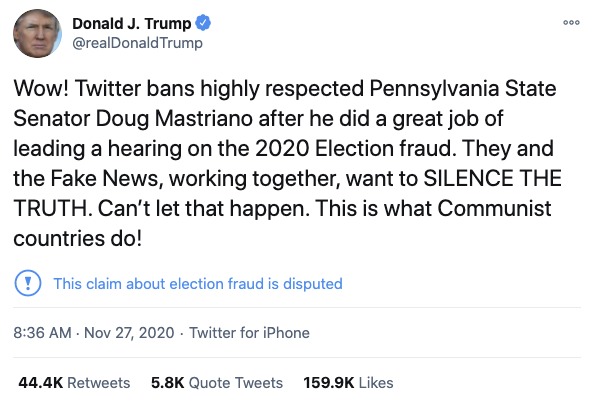 Donald J. Trump
@realDonaldTrump
Wow! Twitter bans highly respected Pennsylvania State
Senator Doug Mastriano after he did a great job of
leading a hearing on the 2020 Election fraud. They and
the Fake News, working together, want to SILENCE THE
TRUTH. Can’t let that happen. This is what Communist
countries do!
This claim about election fraud is disputed
8:36 AM · Nov 27, 2020 · Twitter for iPhone
44.4K Retweets 5.8K Quote Tweets 159.9K Likes